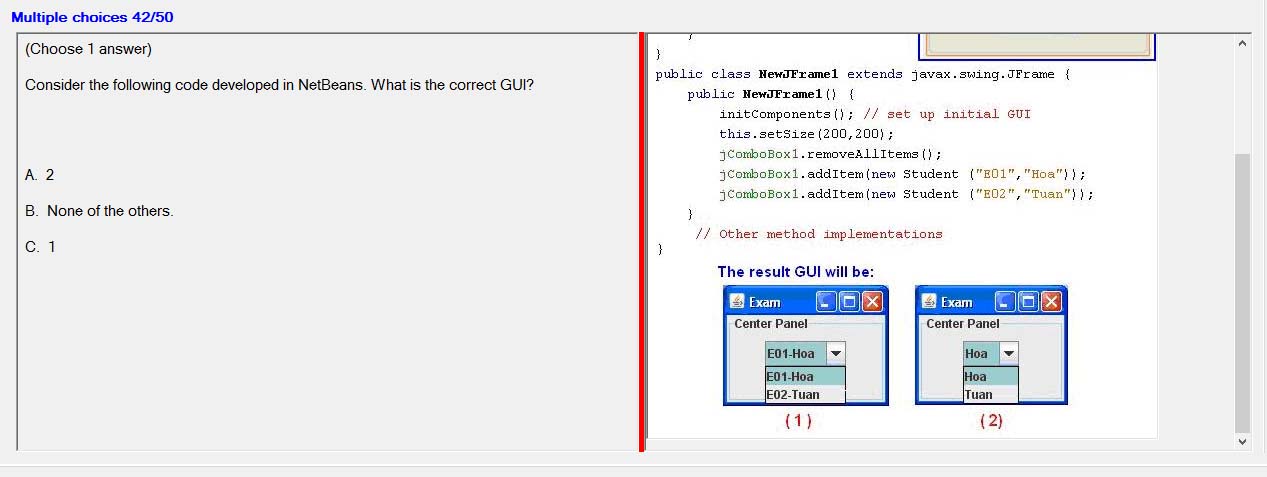 Multiple choices 42/50
(Choose 1 answer)
Consider the following code developed in NetBeans. What is the correct GUI?
A. 2
B. None of the others.
C. 1
}
public class NewJFrame1 extends javax.swing.JFrame {
public NewJFrame1() {
initComponents(); // set up initial GUI
this.setSize(200,200);
jComboBox1.removeAllItems();
jComboBox1.addItem(new Student ("E01","Hoa"));
jComboBox1.addItem(new Student ("E02","Tuan"));
}
// Other method implementations
}
The result GUI will be:
Exam
Center Panel
E01-Hoa
E01-Hoa
E02-Tuan
(1)
Exam
Center Panel
Hoa
Hoa
Tuan
(2)